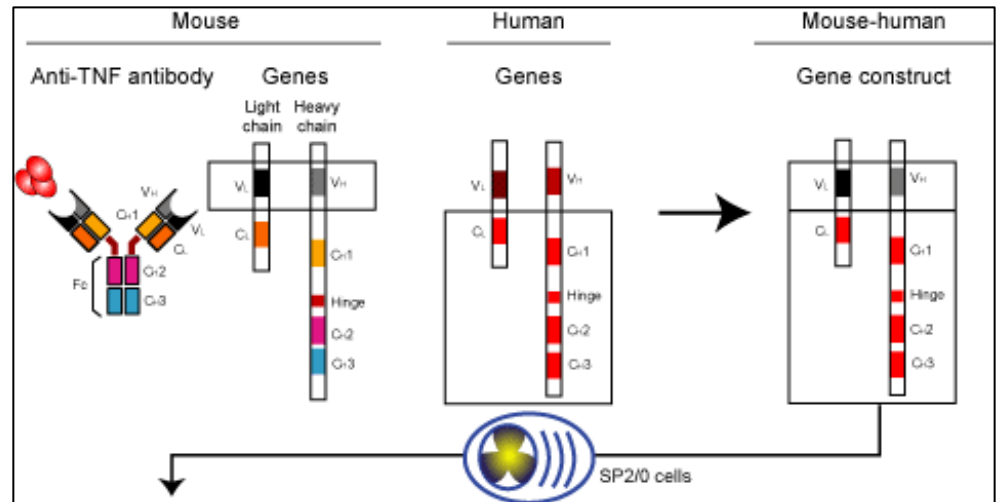 Mouse
Human
Mouse-human
Anti-TNF antibody
Genes
Genes
Gene construct
Light chain
Heavy chain
VH
CH1
VL
CL
Fc
CH2
CH3
VL
VH
CL
CH1
Hinge
CH2
CH3
VL
VH
CL
CH1
Hinge
CH2
CH3
VL
VH
CL
CH1
Hinge
CH2
CH3
SP2/0 cells